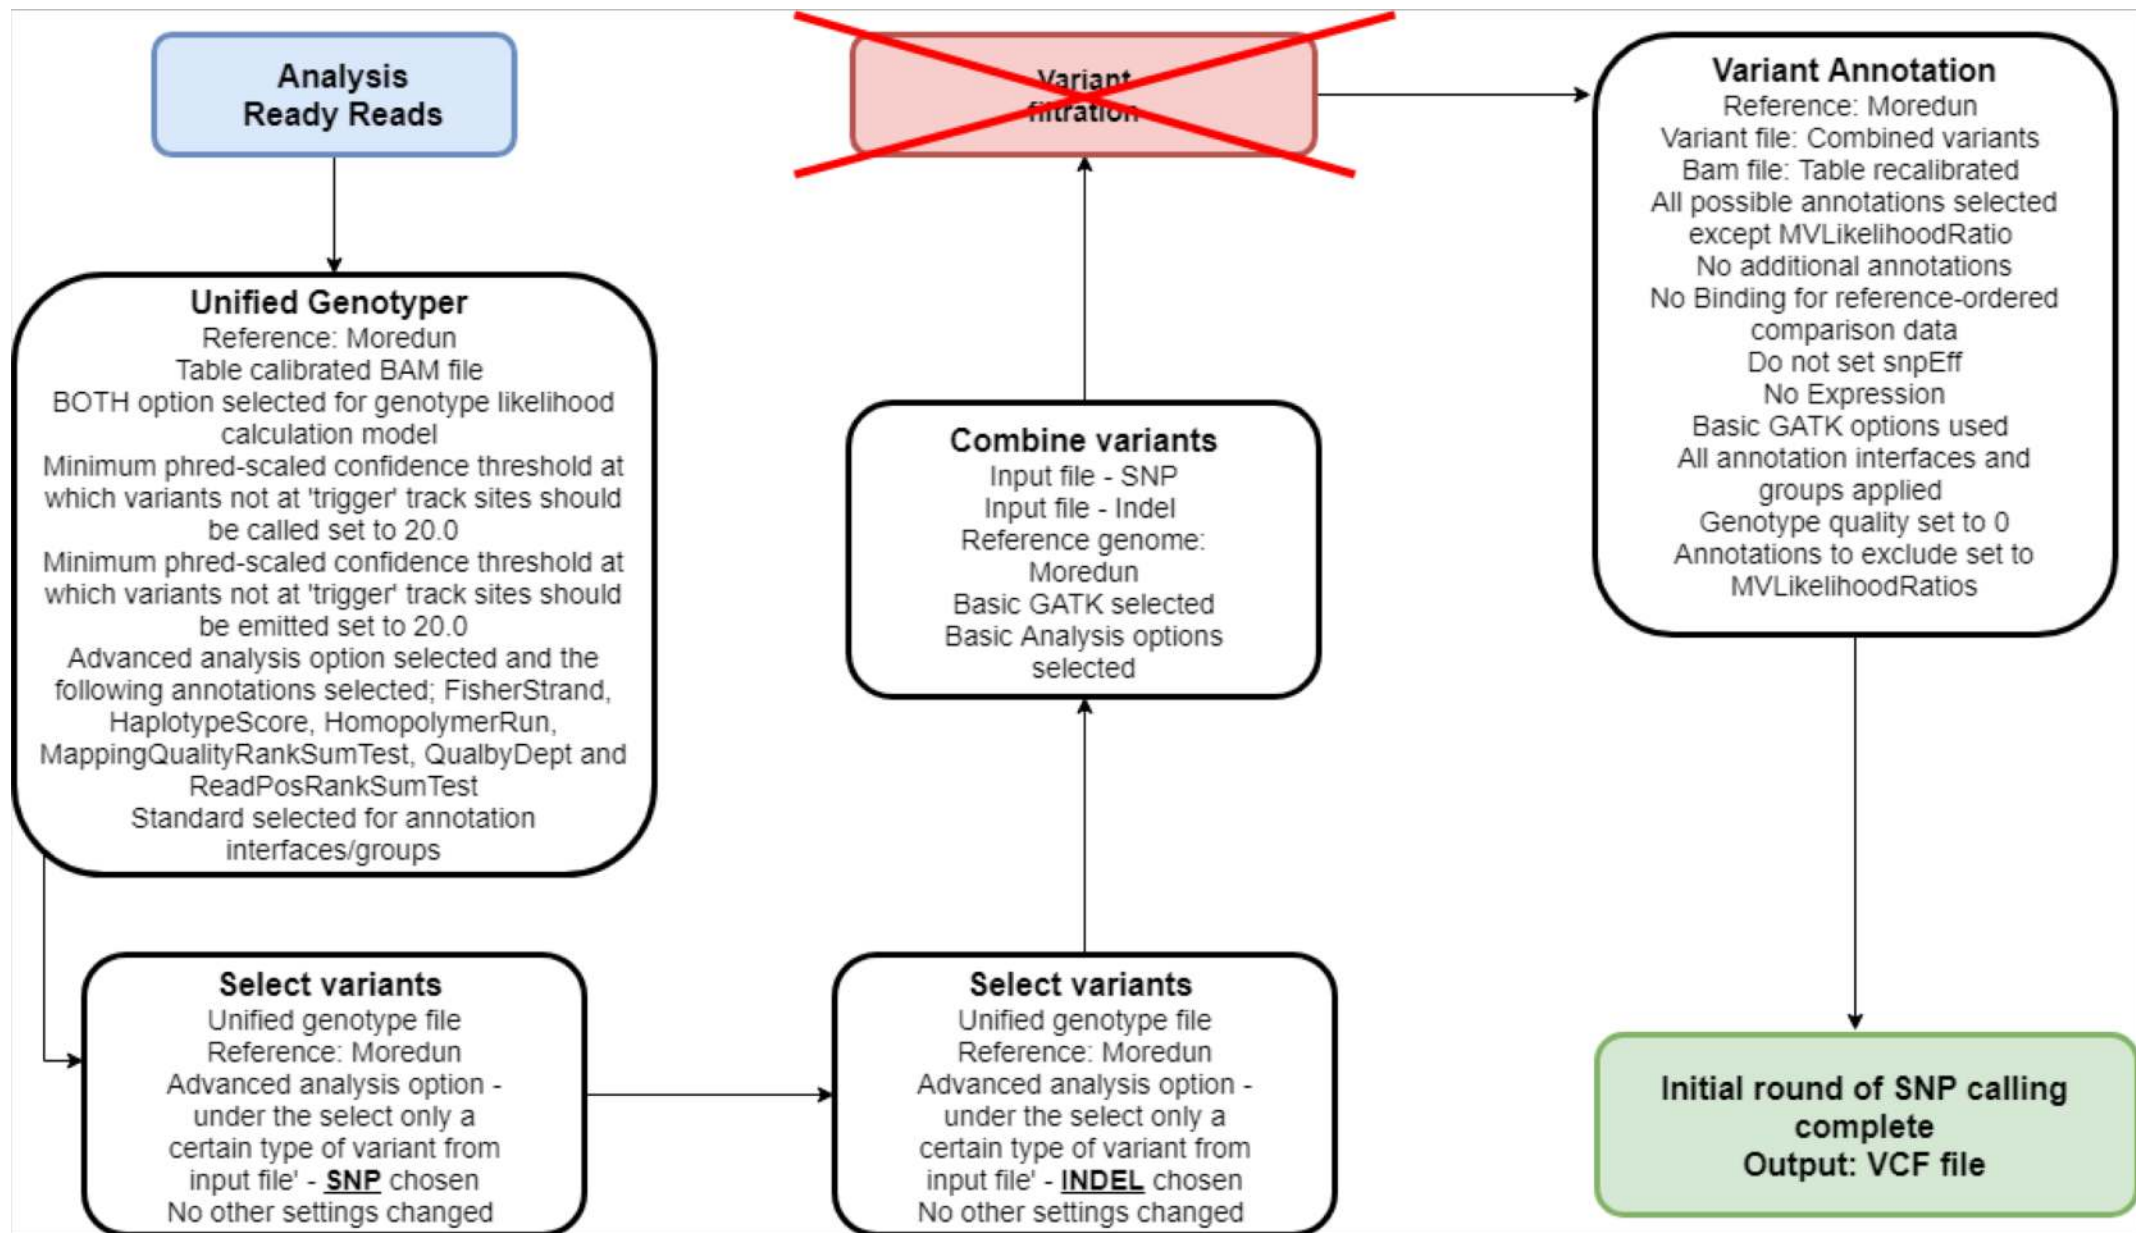 Analysis
Ready Reads
Unified Genotyper
Reference: Moredun
Table calibrated BAM file
BOTH option selected for genotype likelihood
calculation model
Minimum phred-scaled confidence threshold at
which variants not at 'trigger' track sites should
be called set to 20.0
Minimum phred-scaled confidence threshold at
which variants not at 'trigger' track sites should
be emitted set to 20.0
Advanced analysis option selected and the
following annotations selected; FisherStrand,
HaplotypeScore, HomopolymerRun,
MappingQualityRankSumTest, QualbyDept and
ReadPosRankSumTest
Standard selected for annotation
interfaces/groups
Select variants
Unified genotype file
Reference: Moredun
Advanced analysis option -
under the select only a
certain type of variant from
input file' - SNP chosen
No other settings changed
Select variants
Unified genotype file
Reference: Moredun
Advanced analysis option -
under the select only a
certain type of variant from
input file' - INDEL chosen
No other settings changed
Combine variants
Input file - SNP
Input file - Indel
Reference genome:
Moredun
Basic GATK selected
Basic Analysis options
selected
Variant
filtration
Variant Annotation
Reference: Moredun
Variant file: Combined variants
Bam file: Table recalibrated
All possible annotations selected
except MVLikelihoodRatio
No additional annotations
No Binding for reference-ordered
comparison data
Do not set snpEff
No Expression
Basic GATK options used
All annotation interfaces and
groups applied
Genotype quality set to 0
Annotations to exclude set to
MVLikelihoodRatios
Initial round of SNP calling
complete
Output: VCF file